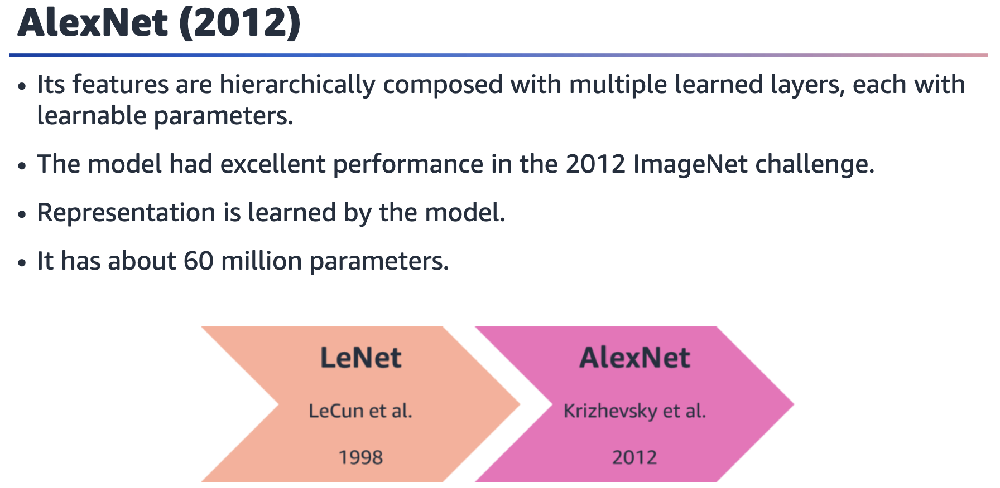 AlexNet (2012)
• Its features are hierarchically composed with multiple learned layers, each with
learnable parameters.
• The model had excellent performance in the 2012 ImageNet challenge.
• Representation is learned by the model.
• It has about 60 million parameters.
LeNet
LeCun et al.
1998
AlexNet
Krizhevsky et al.
2012